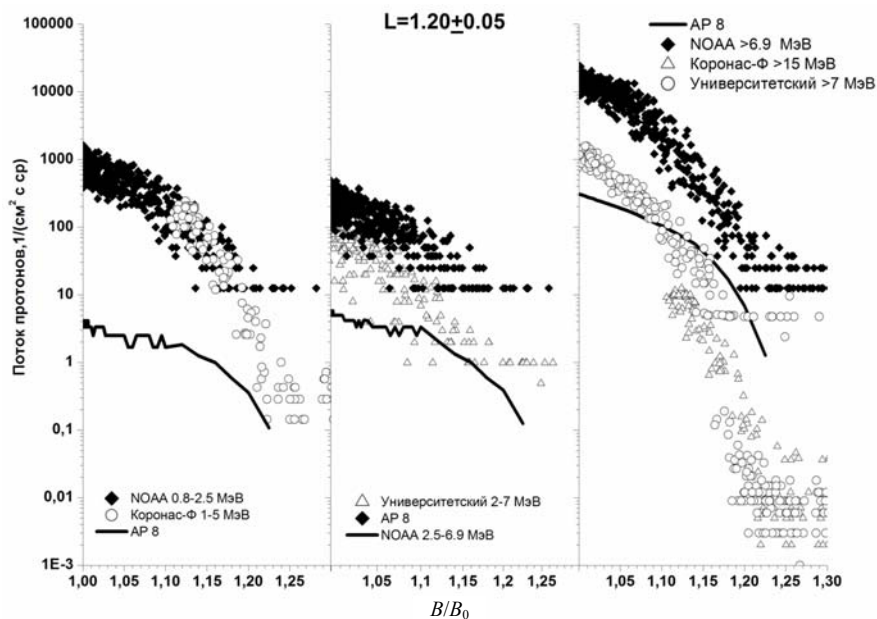 L=1.20±0.05
AP 8
NOAA >6.9 МэВ
Коронас-Ф >15 МэВ
Университетский >7 МэВ
Поток протонов,1/(см² с ср)
100000
10000
1000
100
10
1
0,1
0,01
1E-3
NOAA 0.8-2.5 МэВ
Коронас-Ф 1-5 МэВ
AP 8
Университетский 2-7 МэВ
AP 8
NOAA 2.5-6.9 МэВ
1,00 1,05 1,10 1,15 1,20 1,25 1,05 1,1 1,15 1,2 1,25 1,05 1,10 1,15 1,20 1,25 1,30
B/B₀